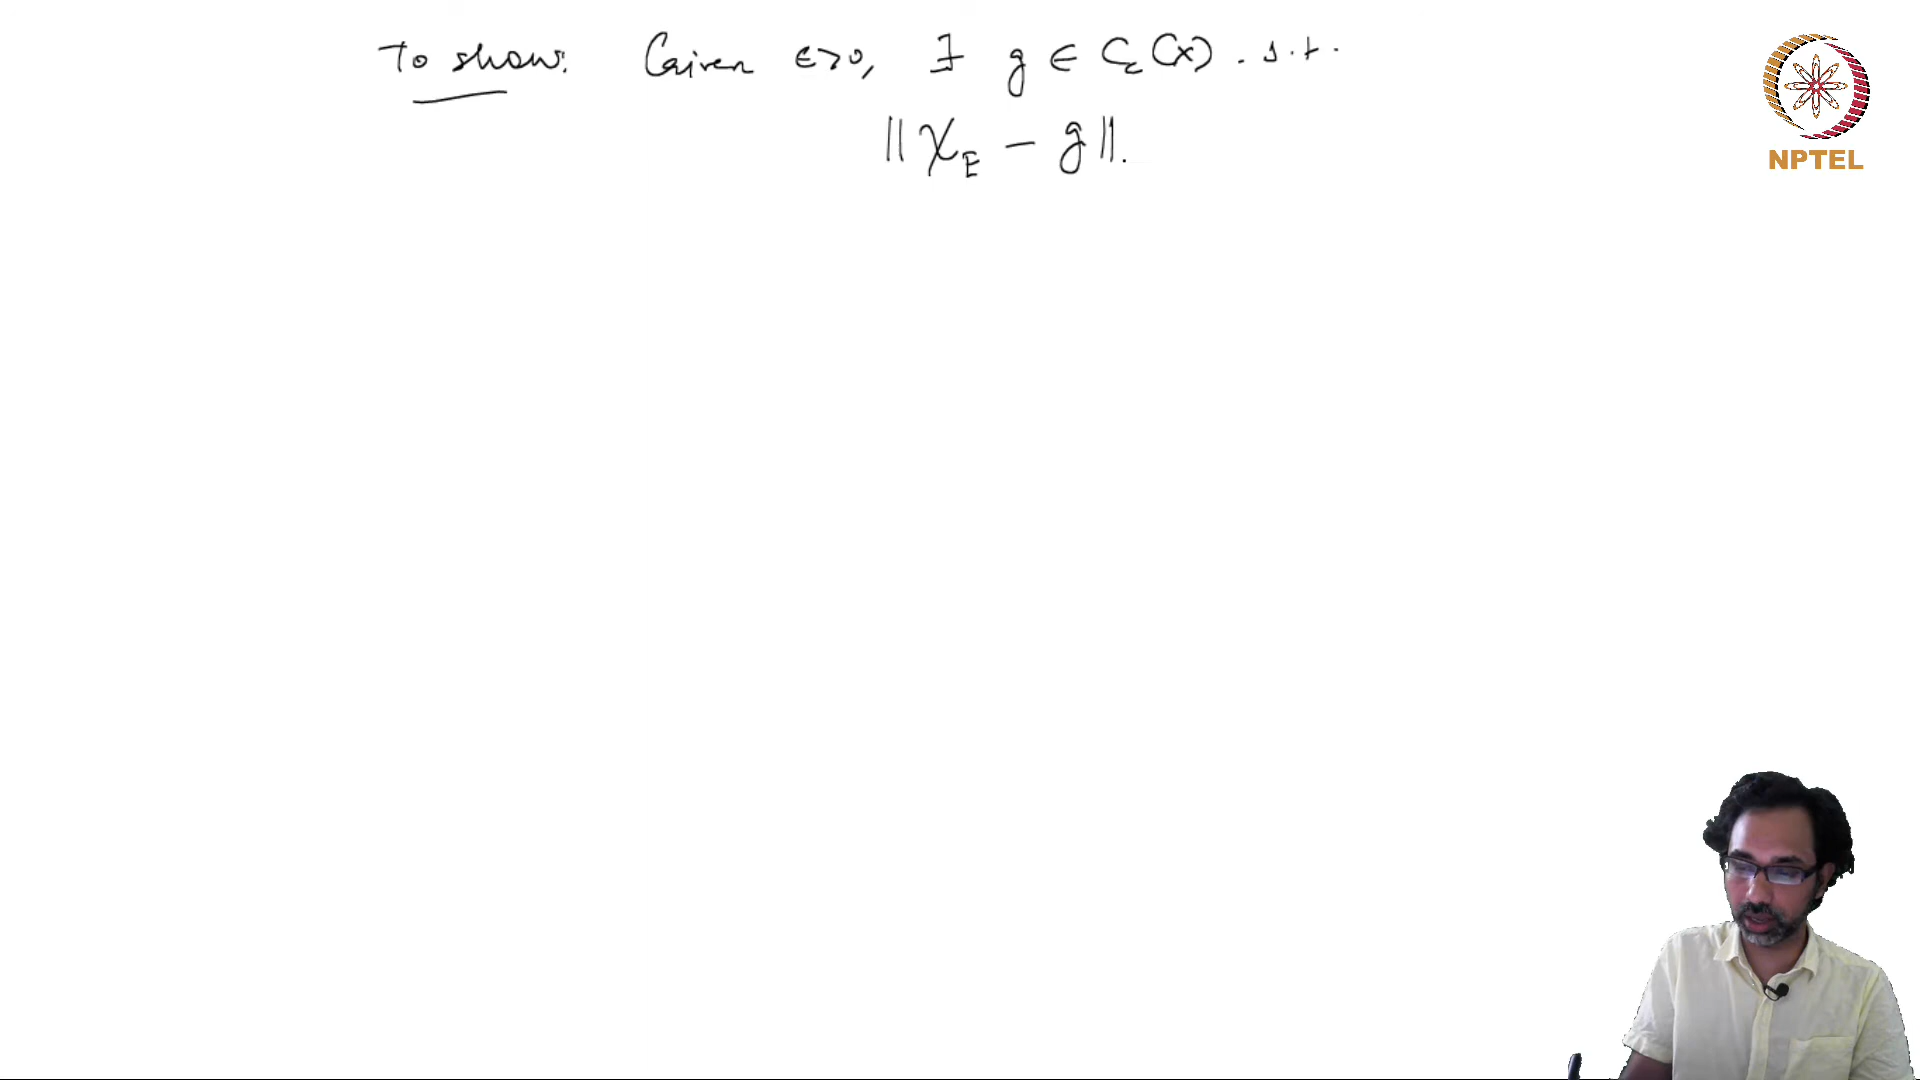 To show: Given ε>0, ∃ g ∈ C_c(X). s.t.
||χ_E − g||.
NPTEL